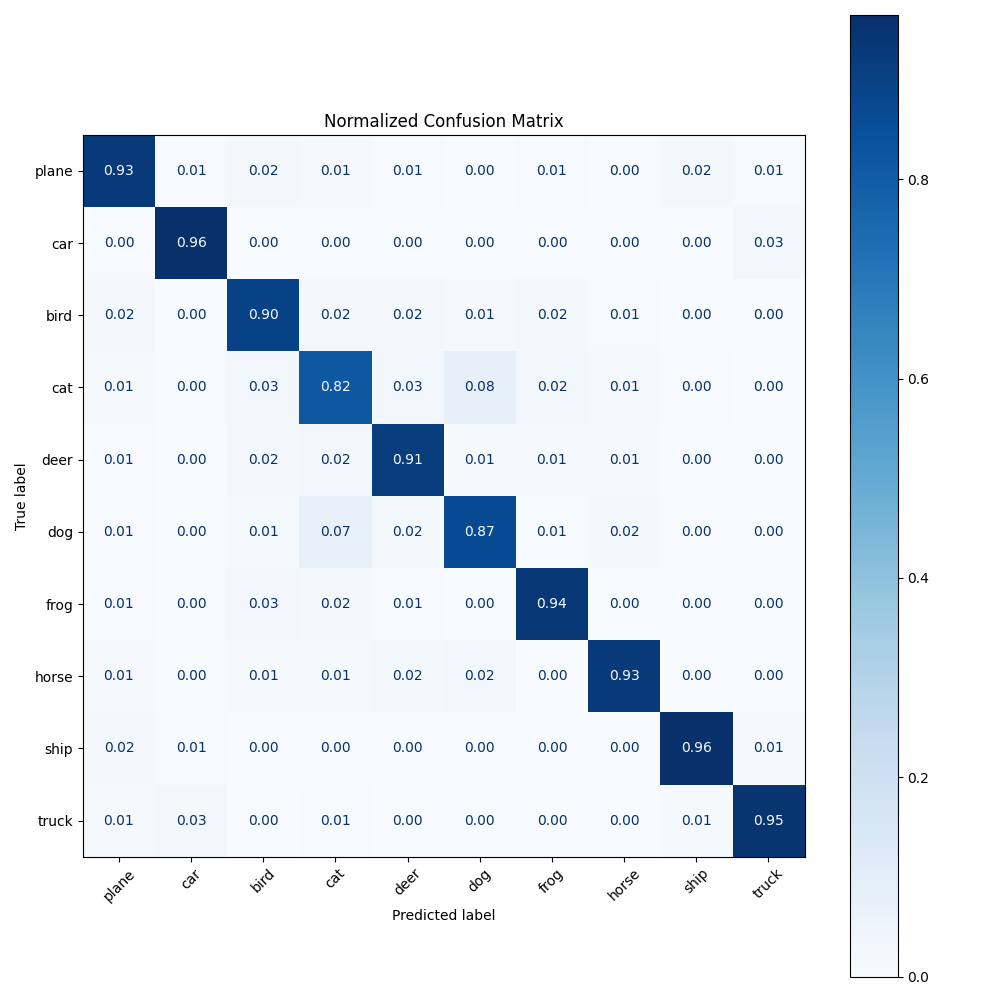 Normalized Confusion Matrix
plane 0.93 0.01 0.02 0.01 0.01 0.00 0.01 0.00 0.02 0.01
car 0.00 0.96 0.00 0.00 0.00 0.00 0.00 0.00 0.00 0.03
bird 0.02 0.00 0.90 0.02 0.02 0.01 0.02 0.01 0.00 0.00
cat 0.01 0.00 0.03 0.82 0.03 0.08 0.02 0.01 0.00 0.00
deer 0.01 0.00 0.02 0.02 0.91 0.01 0.01 0.01 0.00 0.00
dog 0.01 0.00 0.01 0.07 0.02 0.87 0.01 0.02 0.00 0.00
frog 0.01 0.00 0.03 0.02 0.01 0.00 0.94 0.00 0.00 0.00
horse 0.01 0.00 0.01 0.01 0.02 0.02 0.00 0.93 0.00 0.00
ship 0.02 0.01 0.00 0.00 0.00 0.00 0.00 0.00 0.96 0.01
truck 0.01 0.03 0.00 0.01 0.00 0.00 0.00 0.00 0.01 0.95
plane car bird cat deer dog frog horse ship truck
Predicted label
True label
0.8
0.6
0.4
0.2
0.0